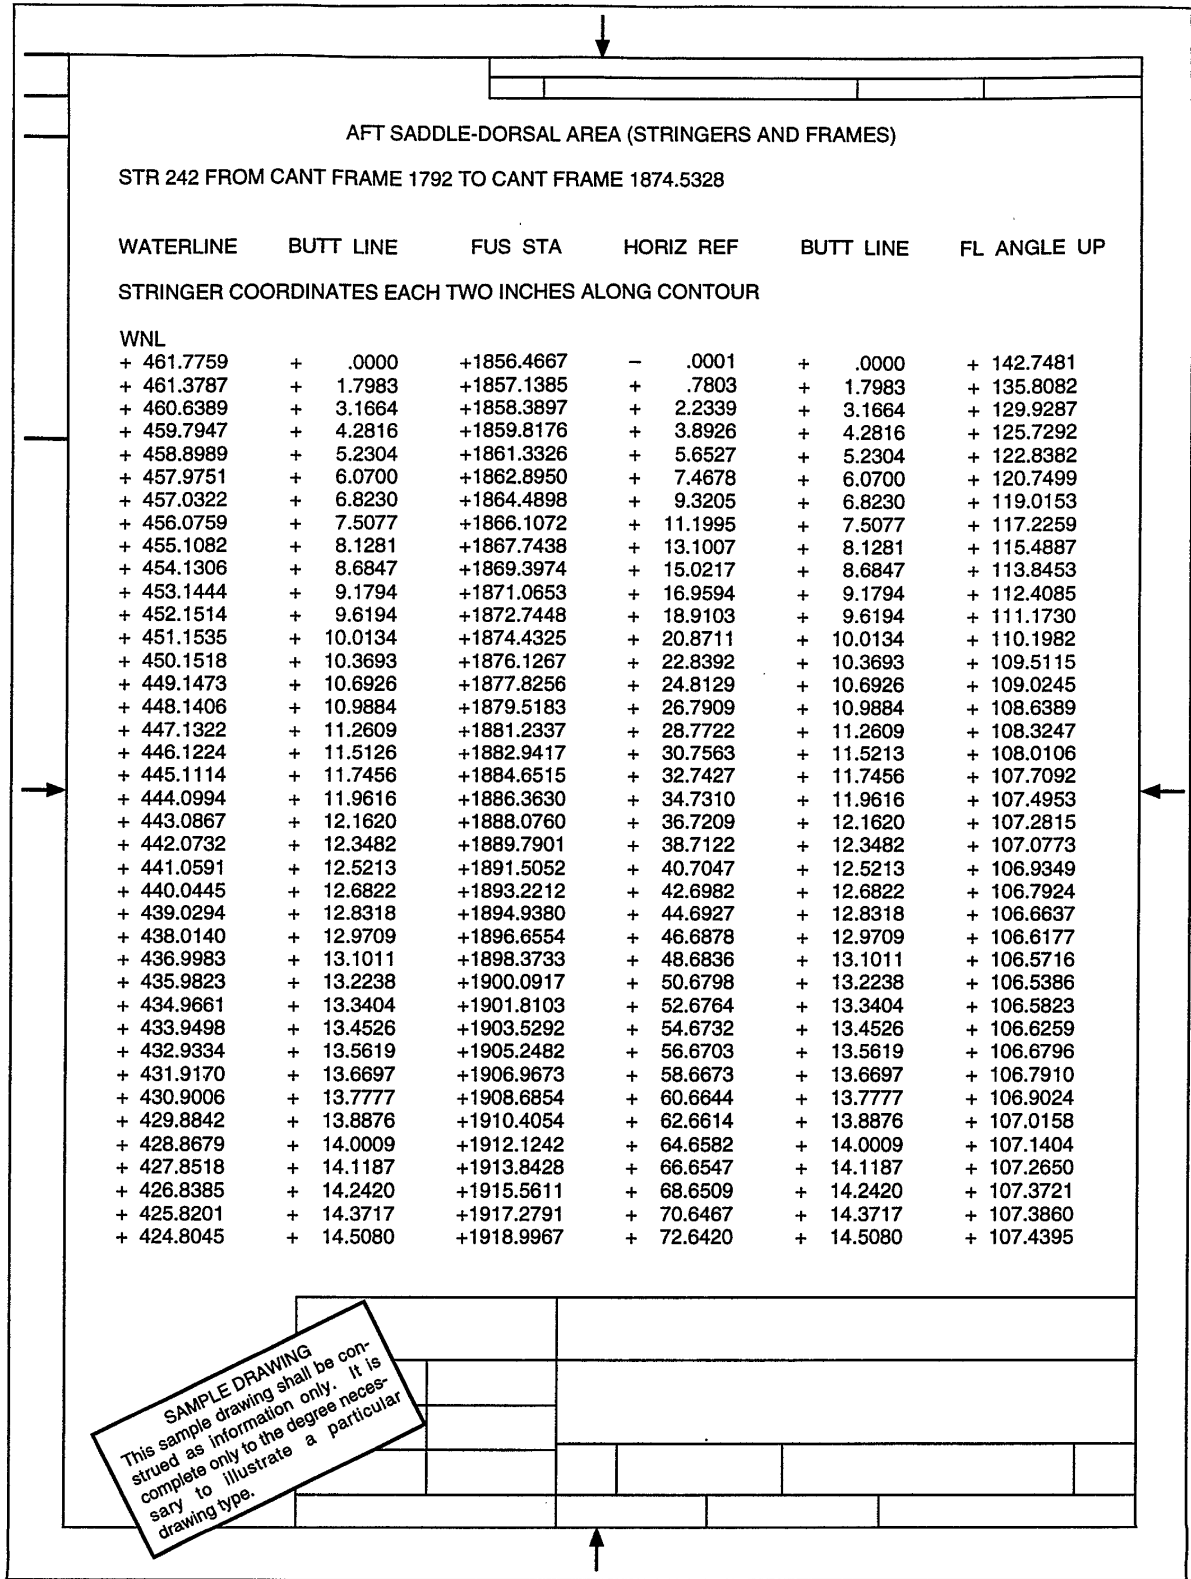 AFT SADDLE-DORSAL AREA (STRINGERS AND FRAMES)
STR 242 FROM CANT FRAME 1792 TO CANT FRAME 1874.5328
WATERLINE BUTT LINE FUS STA HORIZ REF BUTT LINE FL ANGLE UP
STRINGER COORDINATES EACH TWO INCHES ALONG CONTOUR
WNL
+ 461.7759 + .0000 +1856.4667 – .0001 + .0000 + 142.7481
+ 461.3787 + 1.7983 +1857.1385 + .7803 + 1.7983 + 135.8082
+ 460.6389 + 3.1664 +1858.3897 + 2.2339 + 3.1664 + 129.9287
+ 459.7947 + 4.2816 +1859.8176 + 3.8926 + 4.2816 + 125.7292
+ 458.8989 + 5.2304 +1861.3326 + 5.6527 + 5.2304 + 122.8382
+ 457.9751 + 6.0700 +1862.8950 + 7.4678 + 6.0700 + 120.7499
+ 457.0322 + 6.8230 +1864.4898 + 9.3205 + 6.8230 + 119.0153
+ 456.0759 + 7.5077 +1866.1072 + 11.1995 + 7.5077 + 117.2259
+ 455.1082 + 8.1281 +1867.7438 + 13.1007 + 8.1281 + 115.4887
+ 454.1306 + 8.6847 +1869.3974 + 15.0217 + 8.6847 + 113.8453
+ 453.1444 + 9.1794 +1871.0653 + 16.9594 + 9.1794 + 112.4085
+ 452.1514 + 9.6194 +1872.7448 + 18.9103 + 9.6194 + 111.1730
+ 451.1535 + 10.0134 +1874.4325 + 20.8711 + 10.0134 + 110.1982
+ 450.1518 + 10.3693 +1876.1267 + 22.8392 + 10.3693 + 109.5115
+ 449.1473 + 10.6926 +1877.8256 + 24.8129 + 10.6926 + 109.0245
+ 448.1406 + 10.9884 +1879.5183 + 26.7909 + 10.9884 + 108.6389
+ 447.1322 + 11.2609 +1881.2337 + 28.7722 + 11.2609 + 108.3247
+ 446.1224 + 11.5126 +1882.9417 + 30.7563 + 11.5213 + 108.0106
+ 445.1114 + 11.7456 +1884.6515 + 32.7427 + 11.7456 + 107.7092
+ 444.0994 + 11.9616 +1886.3630 + 34.7310 + 11.9616 + 107.4953
+ 443.0867 + 12.1620 +1888.0760 + 36.7209 + 12.1620 + 107.2815
+ 442.0732 + 12.3482 +1889.7901 + 38.7122 + 12.3482 + 107.0773
+ 441.0591 + 12.5213 +1891.5052 + 40.7047 + 12.5213 + 106.9349
+ 440.0445 + 12.6822 +1893.2212 + 42.6982 + 12.6822 + 106.7924
+ 439.0294 + 12.8318 +1894.9380 + 44.6927 + 12.8318 + 106.6637
+ 438.0140 + 12.9709 +1896.6554 + 46.6878 + 12.9709 + 106.6177
+ 436.9983 + 13.1011 +1898.3733 + 48.6836 + 13.1011 + 106.5716
+ 435.9823 + 13.2238 +1900.0917 + 50.6798 + 13.2238 + 106.5386
+ 434.9661 + 13.3404 +1901.8103 + 52.6764 + 13.3404 + 106.5823
+ 433.9498 + 13.4526 +1903.5292 + 54.6732 + 13.4526 + 106.6259
+ 432.9334 + 13.5619 +1905.2482 + 56.6703 + 13.5619 + 106.6796
+ 431.9170 + 13.6697 +1906.9673 + 58.6673 + 13.6697 + 106.7910
+ 430.9006 + 13.7777 +1908.6854 + 60.6644 + 13.7777 + 106.9024
+ 429.8842 + 13.8876 +1910.4054 + 62.6614 + 13.8876 + 107.0158
+ 428.8679 + 14.0009 +1912.1242 + 64.6582 + 14.0009 + 107.1404
+ 427.8518 + 14.1187 +1913.8428 + 66.6547 + 14.1187 + 107.2650
+ 426.8385 + 14.2420 +1915.5611 + 68.6509 + 14.2420 + 107.3721
+ 425.8201 + 14.3717 +1917.2791 + 70.6467 + 14.3717 + 107.3860
+ 424.8045 + 14.5080 +1918.9967 + 72.6420 + 14.5080 + 107.4395
SAMPLE DRAWING
This sample drawing shall be con-
strued as information only. It is
complete only to the degree neces-
sary to illustrate a particular
drawing type.